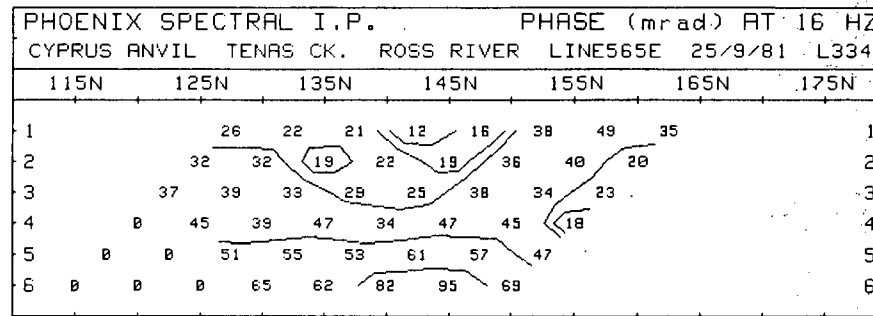 PHOENIX SPECTRAL I.P. PHASE (mrad) AT 16 HZ
CYPRUS ANVIL TENAS CK. ROSS RIVER LINE565E 25/9/81 L334
115N 125N 135N 145N 155N 165N 175N
1 26 22 21 12 16 38 49 35 1
2 32 32 19 22 19 36 40 20 2
3 37 39 33 29 25 38 34 23 3
4 0 45 39 47 34 47 45 18 4
5 0 0 51 55 53 61 57 47 5
6 0 0 0 65 62 82 95 69 6